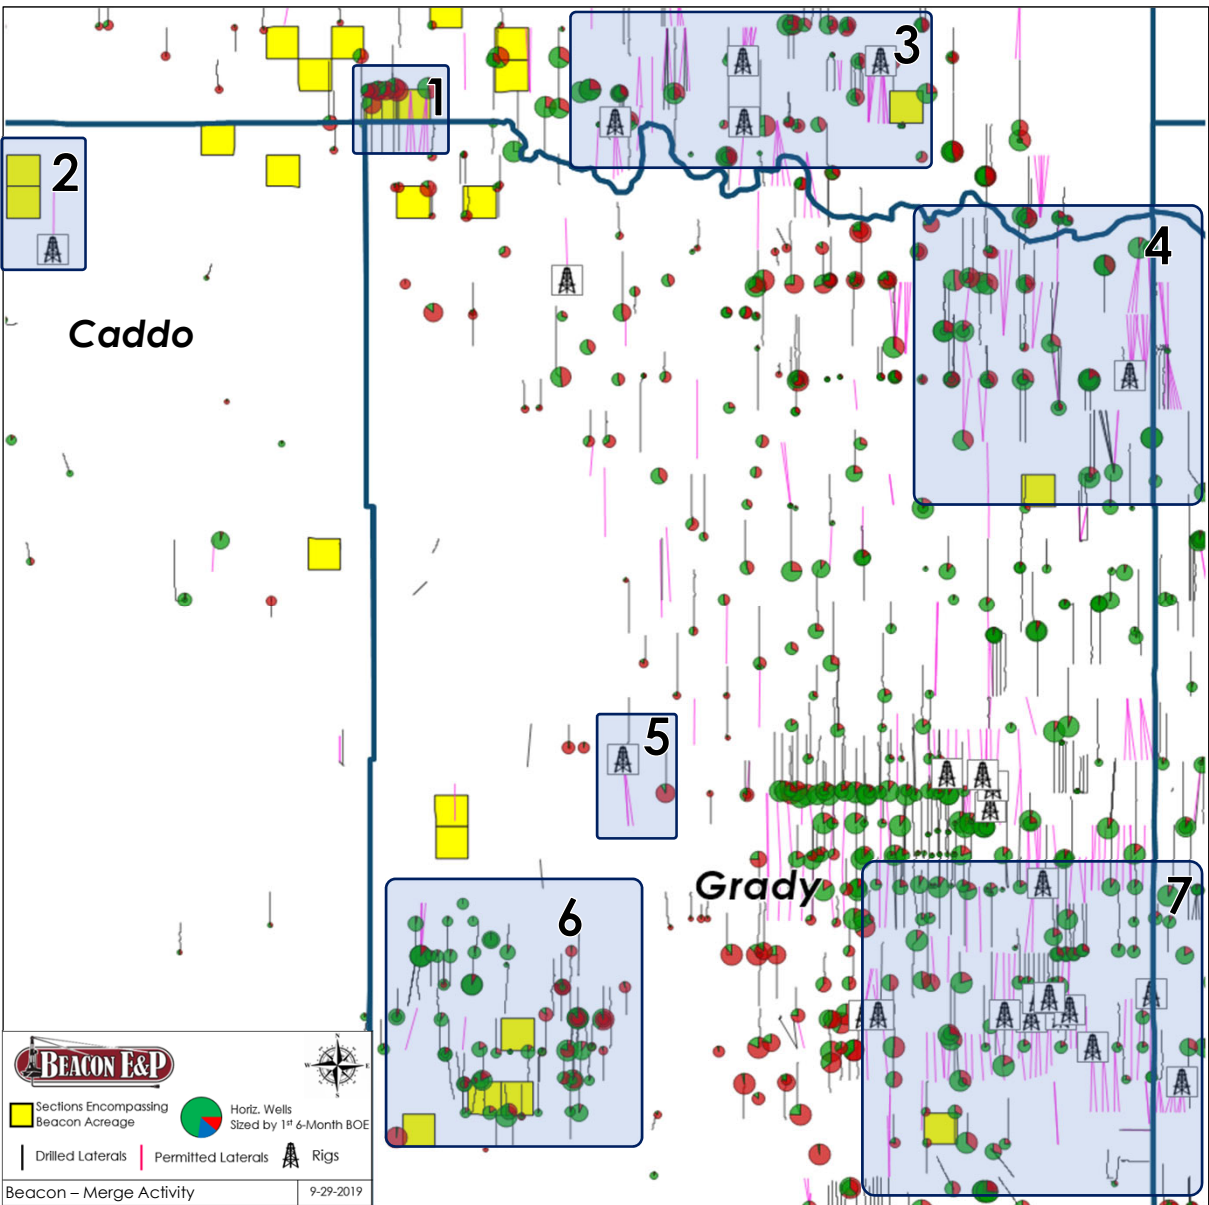 1
3
2
4
Caddo
5
Grady
6
7
BEACON E&P
N
W
E
S
Sections Encompassing
Beacon Acreage
Horiz. Wells
Sized by 1st 6-Month BOE
Drilled Laterals
Permitted Laterals
Rigs
Beacon – Merge Activity
9-29-2019